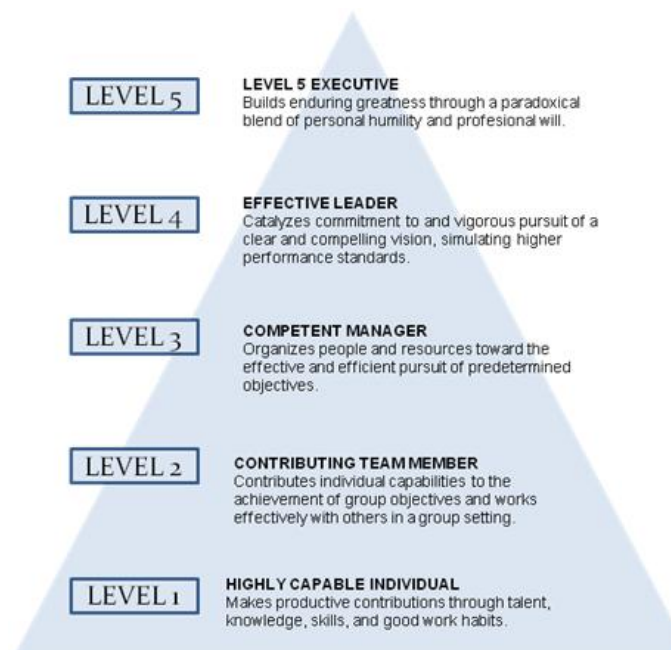 LEVEL 5
LEVEL 5 EXECUTIVE
Builds enduring greatness through a paradoxical
blend of personal humility and profesional will.
LEVEL 4
EFFECTIVE LEADER
Catalyzes commitment to and vigorous pursuit of a
clear and compelling vision, simulating higher
performance standards.
LEVEL 3
COMPETENT MANAGER
Organizes people and resources toward the
effective and efficient pursuit of predetermined
objectives.
LEVEL 2
CONTRIBUTING TEAM MEMBER
Contributes individual capabilities to the
achievement of group objectives and works
effectively with others in a group setting.
LEVEL 1
HIGHLY CAPABLE INDIVIDUAL
Makes productive contributions through talent,
knowledge, skills, and good work habits.